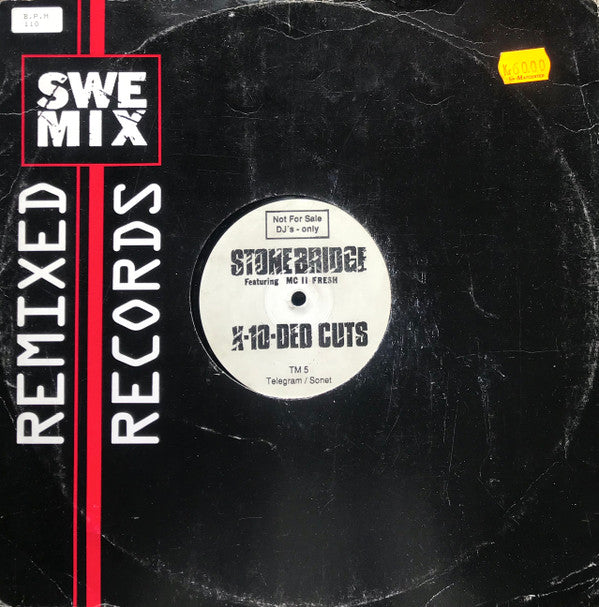 B.P.M
110
SWE
MIX
REMIXED
RECORDS
Not For Sale
DJ's - only
STONEBRIDGE
Featuring MC II FRESH
X-10-DED CUTS
TM 5
Telegram / Sonet